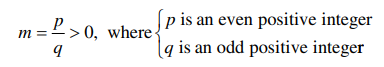 m = p/q > 0, where { p is an even positive integer
q is an odd positive integer